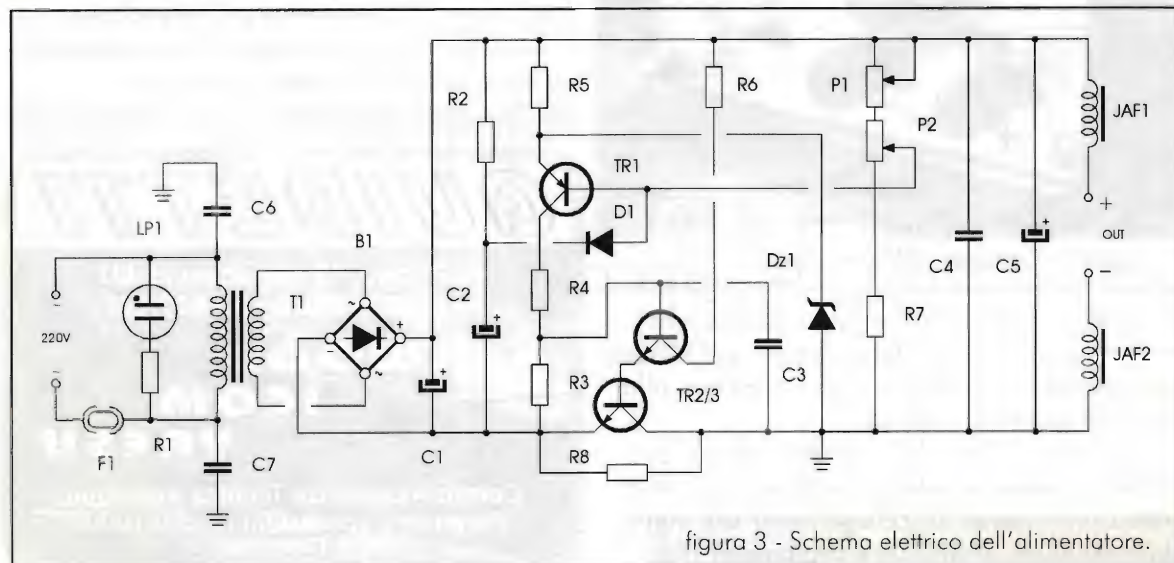 R2
R5
R6
P1
P2
JAF1
TR1
C6
D1
LP1
B1
+
OUT
Dz1
C2
+
R4
C4
C5
+
T1
~
+
-
~
-
220V
R7
JAF2
+
R3
C3
TR2/3
R1
F1
C7
C1
R8
figura 3 - Schema elettrico dell'alimentatore.